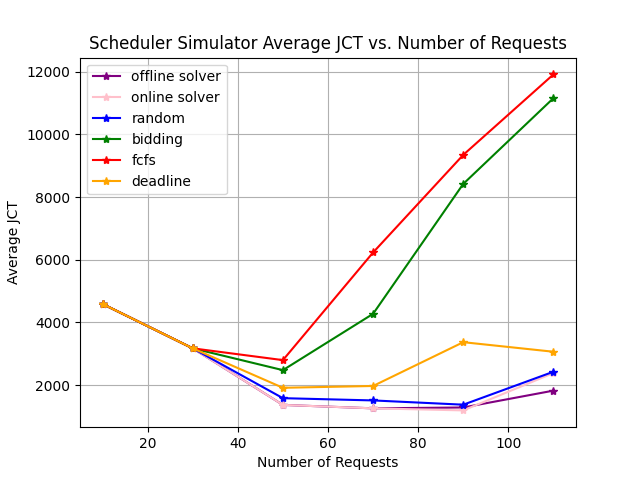 Scheduler Simulator Average JCT vs. Number of Requests
12000
10000
8000
6000
4000
2000
Average JCT
offline solver
online solver
random
bidding
fcfs
deadline
20 40 60 80 100
Number of Requests